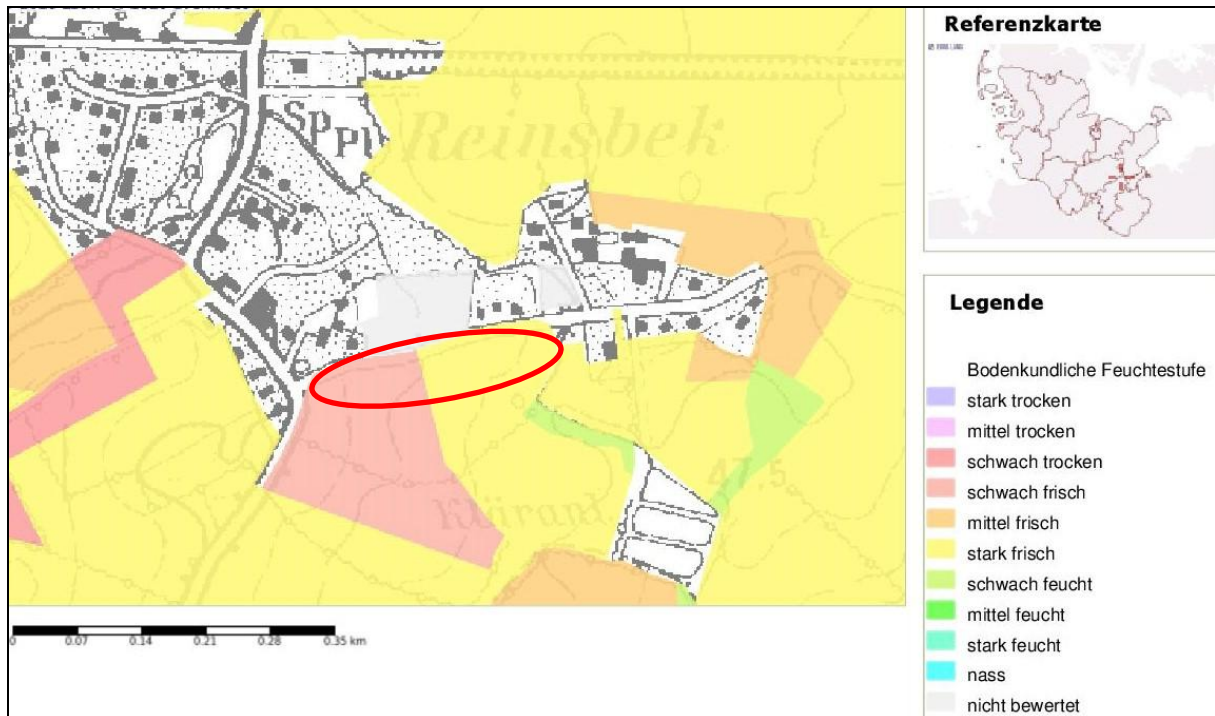 Sp
Pl
Reinsbek
47.5
Kläranl
0
0.07
0.14
0.21
0.28
0.35 km
Referenzkarte
Legende
Bodenkundliche Feuchtestufe
stark trocken
mittel trocken
schwach trocken
schwach frisch
mittel frisch
stark frisch
schwach feucht
mittel feucht
stark feucht
nass
nicht bewertet